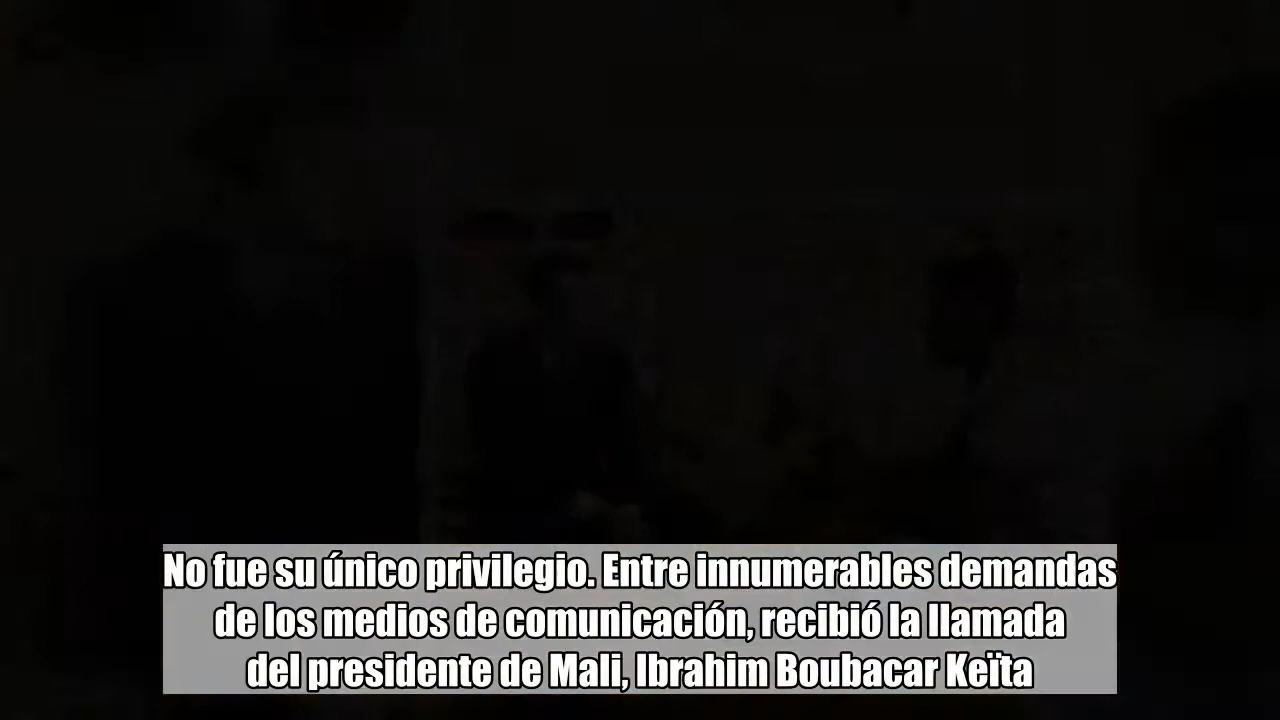 No fue su único privilegio. Entre innumerables demandas
de los medios de comunicación, recibió la llamada
del presidente de Mali, Ibrahim Boubacar Keïta